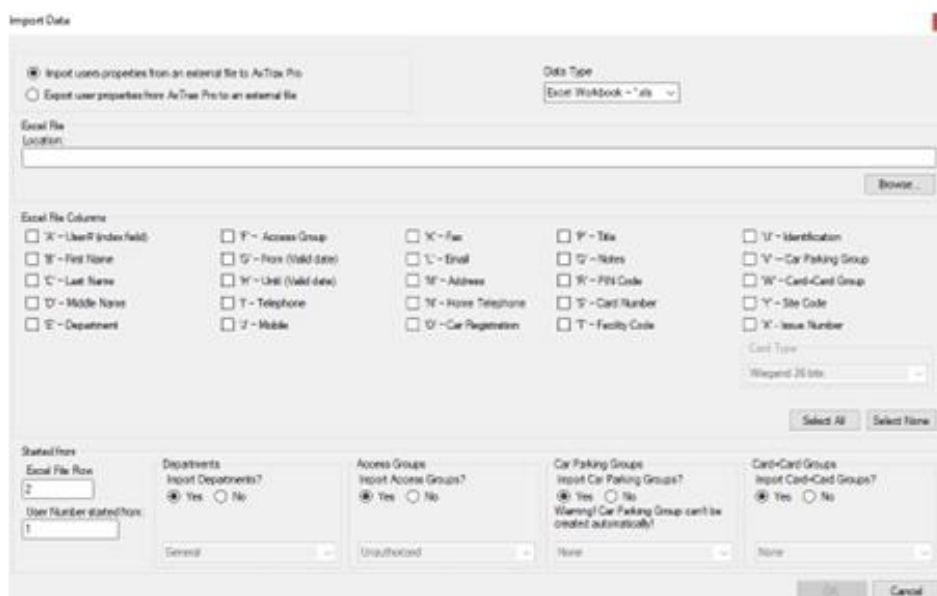 Import Data
Import users properties from an external file to AxTrax Pro
Export user properties from AxTrax Pro to an external file
Data Type
Excel Workbook - *.xls
Excel File
Location:
Browse...
Excel File Columns
'A' - User# (index field)
'B' - First Name
'C' - Last Name
'D' - Middle Name
'E' - Department
'F' - Access Group
'G' - From (Valid date)
'H' - Until (Valid date)
'I' - Telephone
'J' - Mobile
'K' - Fax
'L' - Email
'M' - Address
'N' - Home Telephone
'O' - Car Registration
'P' - Title
'Q' - Notes
'R' - PIN Code
'S' - Card Number
'T' - Facility Code
'U' - Identification
'V' - Car Parking Group
'W' - Card+Card Group
'Y' - Site Code
'X' - Issue Number
Card Type
Wiegand 26 bits
Select All
Select None
Started from
Excel File Row
2
User Number started from:
1
Departments
Import Departments?
Yes
No
General
Access Groups
Import Access Groups?
Yes
No
Unauthorized
Car Parking Groups
Import Car Parking Groups?
Yes
No
Warning! Car Parking Group can't be
created automatically!
None
Card+Card Groups
Import Card+Card Groups?
Yes
No
None
OK
Cancel